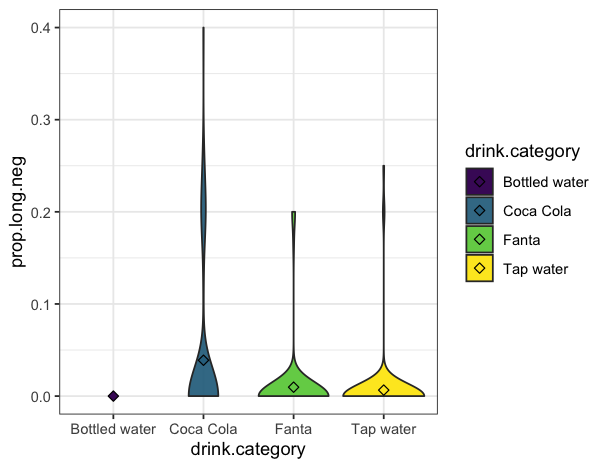 prop.long.neg
0.4
0.3
0.2
0.1
0.0
Bottled water Coca Cola Fanta Tap water
drink.category
drink.category
Bottled water
Coca Cola
Fanta
Tap water